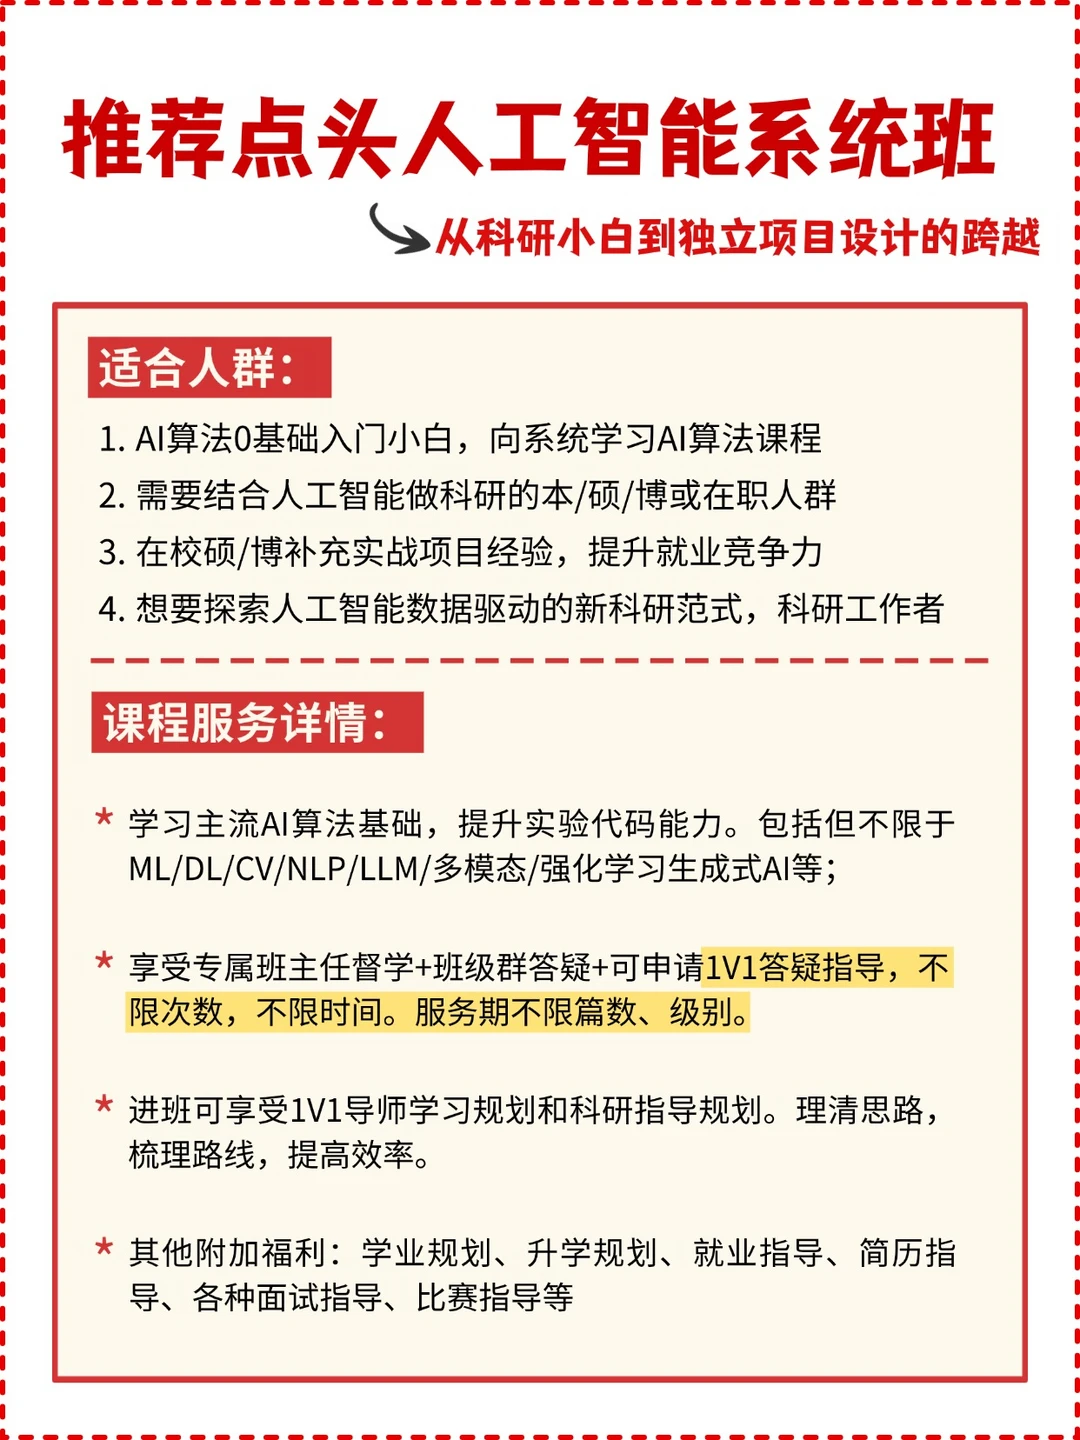 推荐点头人工智能系统班
从科研小白到独立项目设计的跨越
适合人群：
1. AI算法0基础入门小白，向系统学习AI算法课程
2. 需要结合人工智能做科研的本/硕/博或在职人群
3. 在校硕/博补充实战项目经验，提升就业竞争力
4. 想要探索人工智能数据驱动的新科研范式，科研工作者
课程服务详情：
* 学习主流AI算法基础，提升实验代码能力。包括但不限于
ML/DL/CV/NLP/LLM/多模态/强化学习生成式AI等；
* 享受专属班主任督学+班级群答疑+可申请1V1答疑指导，不
限次数，不限时间。服务期不限篇数、级别。
* 进班可享受1V1导师学习规划和科研指导规划。理清思路，
梳理路线，提高效率。
* 其他附加福利：学业规划、升学规划、就业指导、简历指
导、各种面试指导、比赛指导等